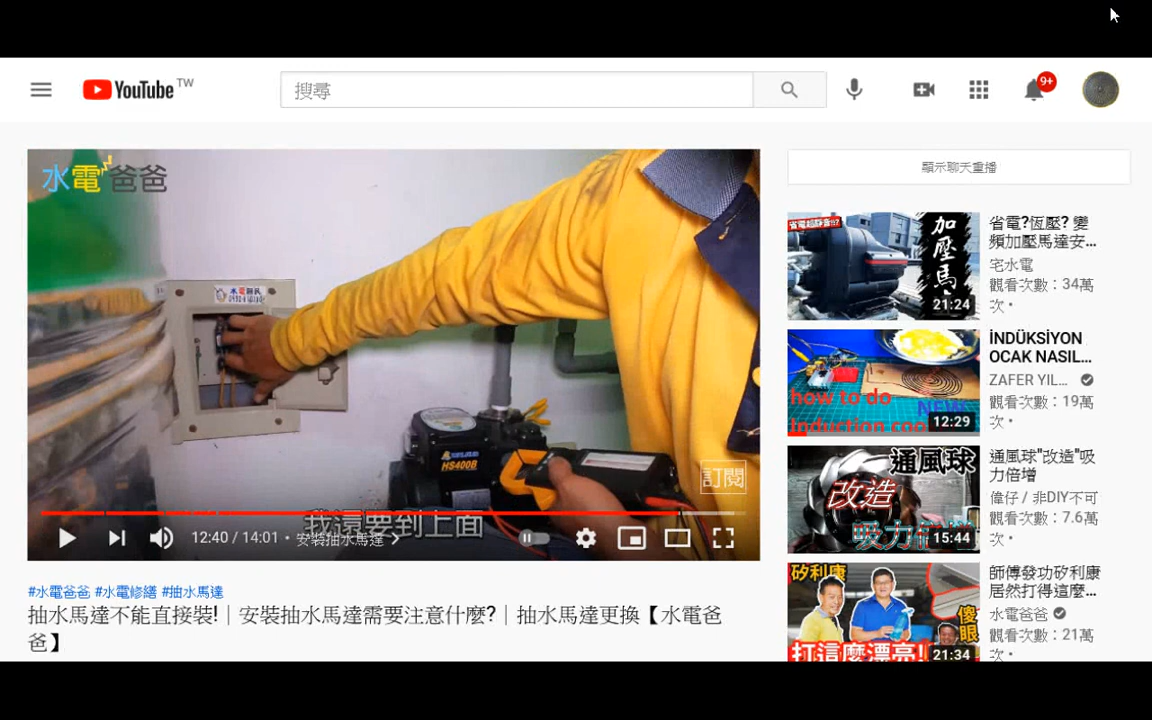 YouTube TW
搜尋
9+
水電爸爸
HS400B
訂閱
我還要到上面
12:40 / 14:01 • 安裝抽水馬達
#水電爸爸 #水電修繕 #抽水馬達
抽水馬達不能直接裝!｜安裝抽水馬達需要注意什麼?｜抽水馬達更換【水電爸
爸】
顯示聊天重播
加壓馬
21:24
省電?恆壓? 變
頻加壓馬達安...
宅水電
觀看次數：34萬
次 •
how to do
NEW
Induction coo
12:29
İNDÜKSİYON
OCAK NASIL...
ZAFER YIL...
觀看次數：19萬
次 •
通風球
改造
吸力倍增
15:44
通風球"改造"吸
力倍增
偉仔 / 非DIY不可
觀看次數：7.6萬
次 •
矽利康
傻眼
打這麼漂亮!
21:34
師傅發功矽利康
居然打得這麼...
水電爸爸
觀看次數：21萬
次 •